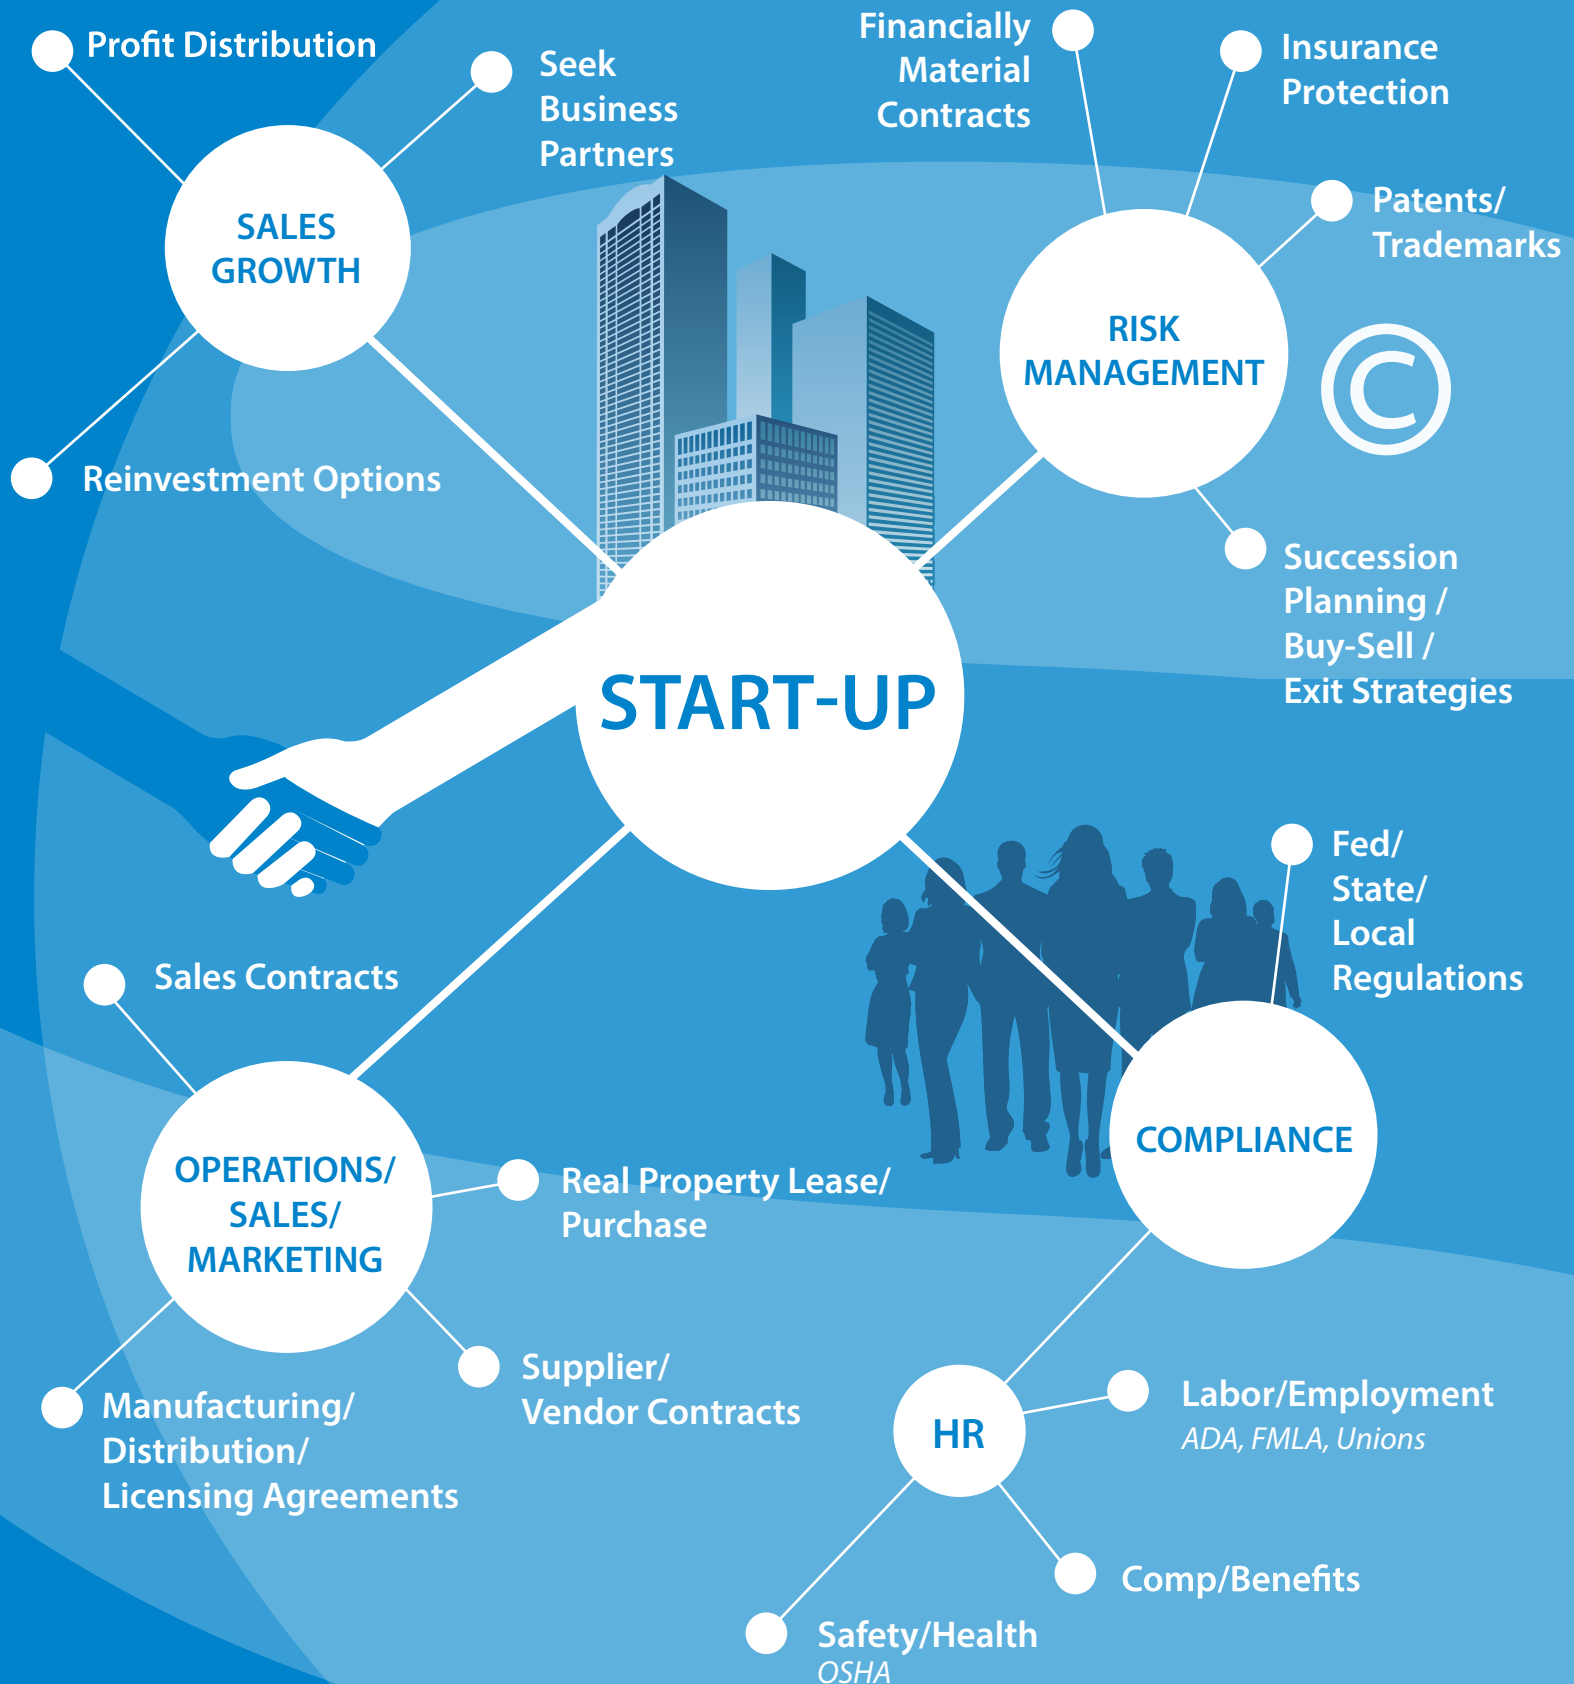 Profit Distribution
Seek
Business
Partners
SALES
GROWTH
Reinvestment Options
Financially
Material
Contracts
Insurance
Protection
Patents/
Trademarks
RISK
MANAGEMENT
©
Succession
Planning /
Buy-Sell /
Exit Strategies
START-UP
Sales Contracts
OPERATIONS/
SALES/
MARKETING
Real Property Lease/
Purchase
Supplier/
Vendor Contracts
Manufacturing/
Distribution/
Licensing Agreements
Fed/
State/
Local
Regulations
COMPLIANCE
HR
Labor/Employment
ADA, FMLA, Unions
Comp/Benefits
Safety/Health
OSHA